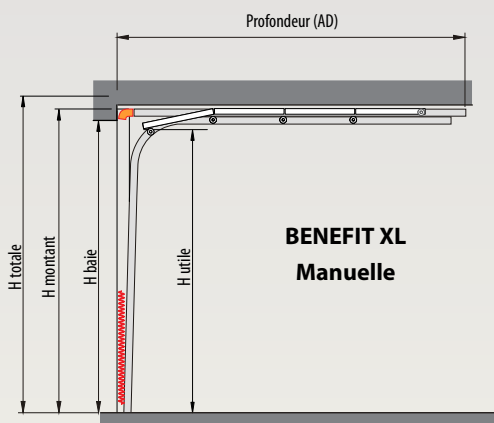 Profondeur (AD)
H totale
H montant
H baie
H utile
BENEFIT XL
Manuelle